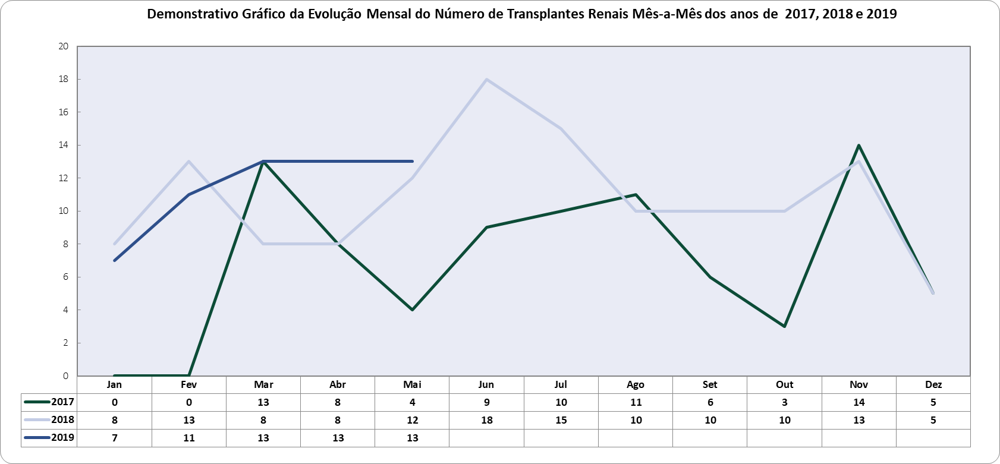 Demonstrativo Gráfico da Evolução Mensal do Número de Transplantes Renais Mês-a-Mês dos anos de 2017, 2018 e 2019
20
18
16
14
12
10
8
6
4
2
0
Jan Fev Mar Abr Mai Jun Jul Ago Set Out Nov Dez
2017 0 0 13 8 4 9 10 11 6 3 14 5
2018 8 13 8 8 12 18 15 10 10 10 13 5
2019 7 11 13 13 13